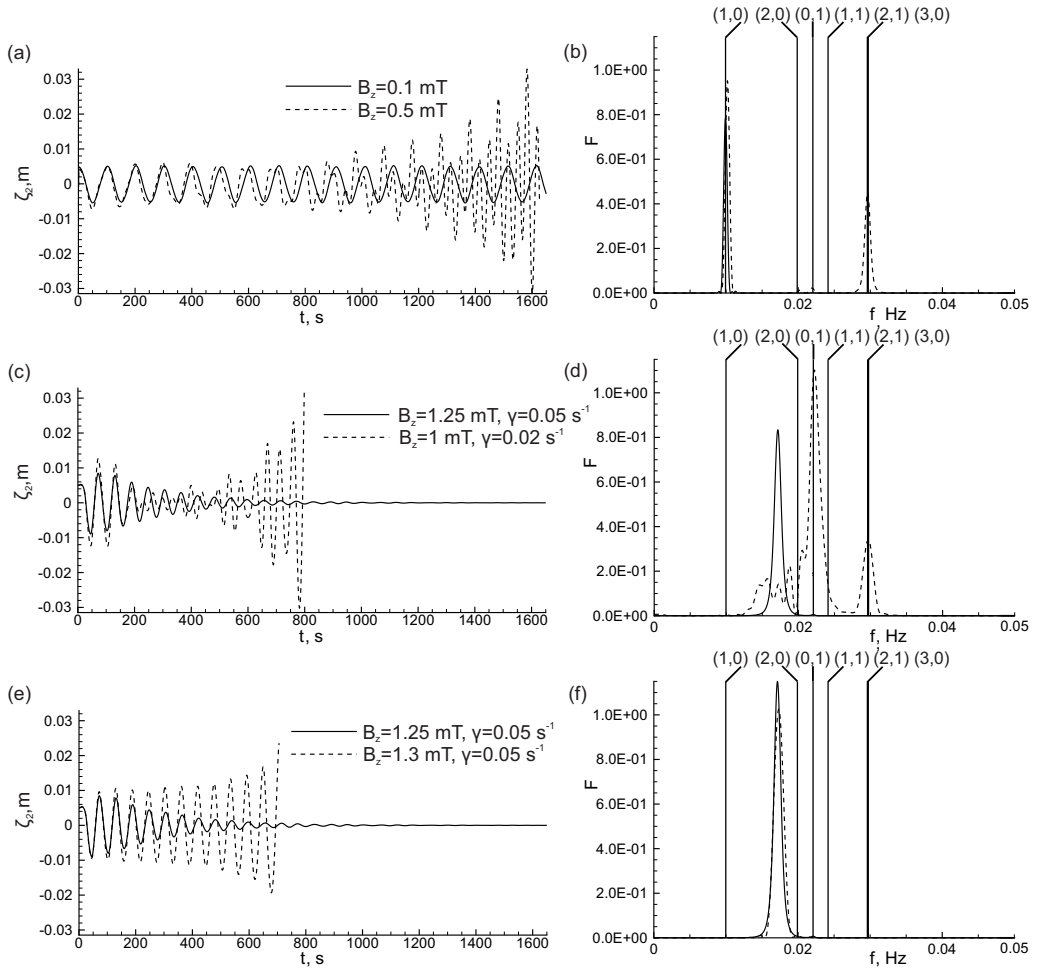 (a)
0.03
0.02
0.01
0
-0.01
-0.02
-0.03
ζ₂,m
B_z=0.1 mT
B_z=0.5 mT
0 200 400 600 800 1000 1200 1400 1600
t, s
(b)
(1,0) (2,0) (0,1) (1,1) (2,1) (3,0)
1.0E+00
8.0E-01
6.0E-01
4.0E-01
2.0E-01
0.0E+00
F
0 0.02 0.04 0.05
f, Hz
(c)
0.03
0.02
0.01
0
-0.01
-0.02
-0.03
ζ₂,m
B_z=1.25 mT, γ=0.05 s⁻¹
B_z=1 mT, γ=0.02 s⁻¹
0 200 400 600 800 1000 1200 1400 1600
t, s
(d)
(1,0) (2,0) (0,1) (1,1) (2,1) (3,0)
1.0E+00
8.0E-01
6.0E-01
4.0E-01
2.0E-01
0.0E+00
F
0 0.02 0.04 0.05
f, Hz
(e)
0.03
0.02
0.01
0
-0.01
-0.02
-0.03
ζ₂,m
B_z=1.25 mT, γ=0.05 s⁻¹
B_z=1.3 mT, γ=0.05 s⁻¹
0 200 400 600 800 1000 1200 1400 1600
t, s
(f)
(1,0) (2,0) (0,1) (1,1) (2,1) (3,0)
1.0E+00
8.0E-01
6.0E-01
4.0E-01
2.0E-01
0.0E+00
F
0 0.02 0.04 0.05
f, Hz